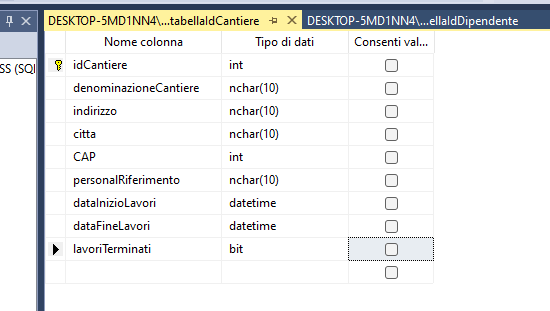 DESKTOP-5MD1NN4\...tabellaIdCantiere DESKTOP-5MD1NN4\...ellaIdDipendente
Nome colonna Tipo di dati Consenti val...
idCantiere int
SS (SQL
denominazioneCantiere nchar(10)
indirizzo nchar(10)
citta nchar(10)
CAP int
personalRiferimento nchar(10)
dataInizioLavori datetime
dataFineLavori datetime
lavoriTerminati bit